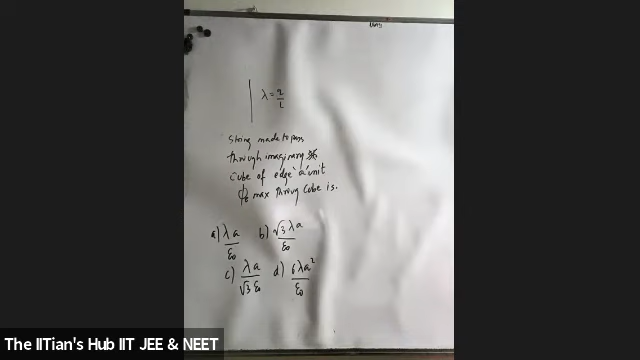 λ = q/L
string made to pass
through imaginary
cube of edge 'a' unit
max throug cube is.
a) λa/ε₀ b) √3 λa/ε₀
c) λa/√3 ε₀ d) 6λa²/ε₀
The IITian's Hub IIT JEE & NEET